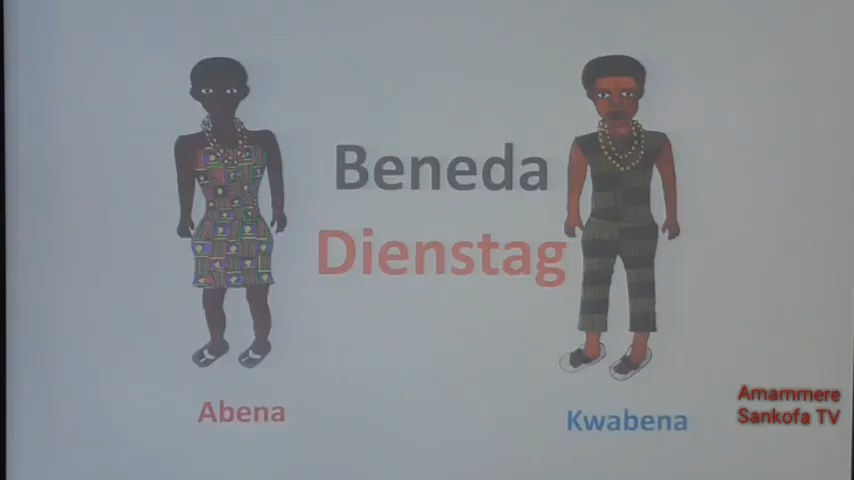 Beneda
Dienstag
Abena
Kwabena
Amammere
Sankofa TV